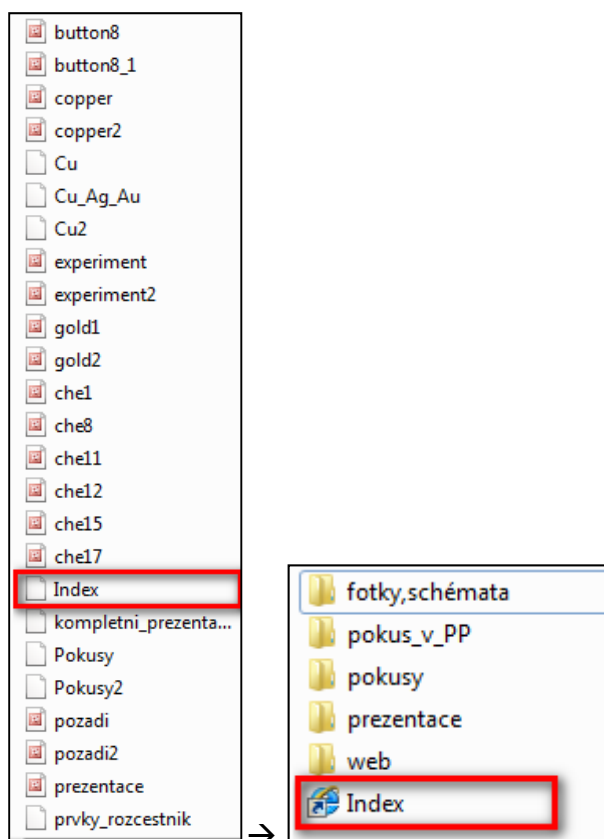 button8
button8_1
copper
copper2
Cu
Cu_Ag_Au
Cu2
experiment
experiment2
gold1
gold2
che1
che8
che11
che12
che15
che17
Index
kompletni_prezenta...
Pokusy
Pokusy2
pozadi
pozadi2
prezentace
prvky_rozcestnik
→
fotky,schémata
pokus_v_PP
pokusy
prezentace
web
Index